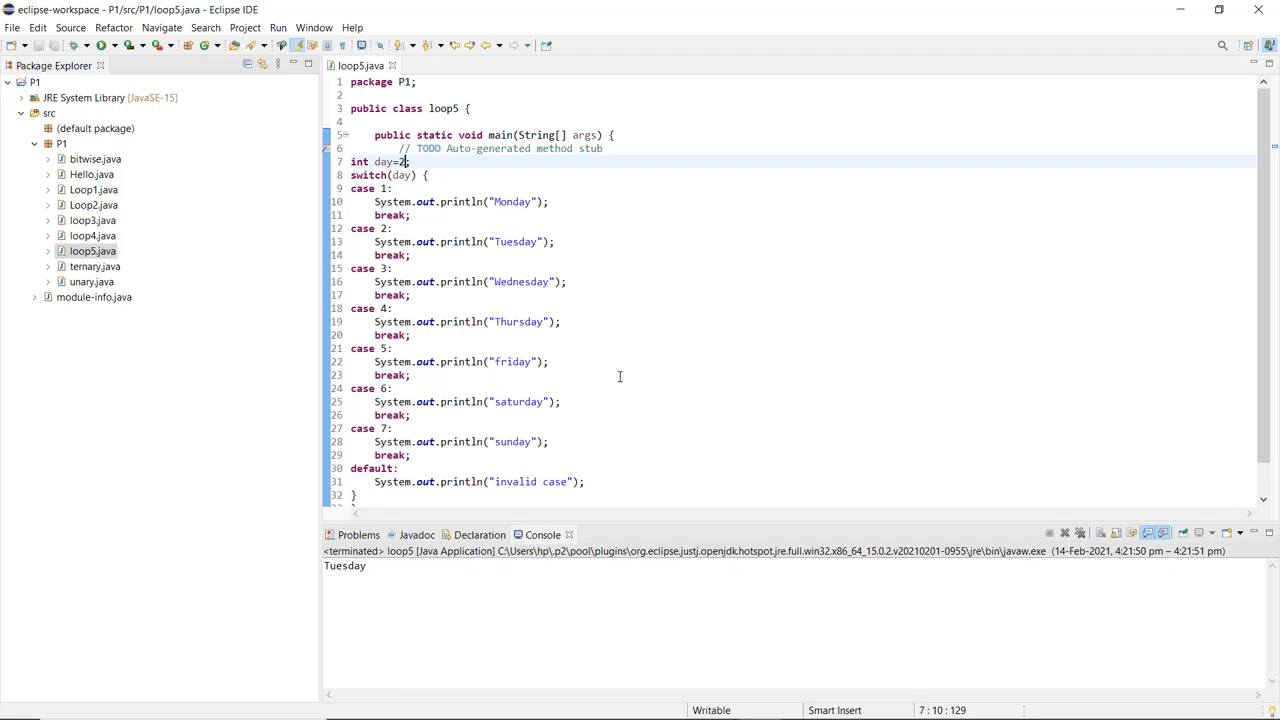 eclipse-workspace - P1/src/P1/loop5.java - Eclipse IDE
File Edit Source Refactor Navigate Search Project Run Window Help
Package Explorer
P1
JRE System Library [JavaSE-15]
src
(default package)
P1
bitwise.java
Hello.java
Loop1.java
Loop2.java
loop3.java
loop4.java
loop5.java
ternary.java
unary.java
module-info.java
loop5.java
1 package P1;
2
3 public class loop5 {
4
5 public static void main(String[] args) {
6 // TODO Auto-generated method stub
7 int day=2;
8 switch(day) {
9 case 1:
10 System.out.println("Monday");
11 break;
12 case 2:
13 System.out.println("Tuesday");
14 break;
15 case 3:
16 System.out.println("Wednesday");
17 break;
18 case 4:
19 System.out.println("Thursday");
20 break;
21 case 5:
22 System.out.println("friday");
23 break;
24 case 6:
25 System.out.println("saturday");
26 break;
27 case 7:
28 System.out.println("sunday");
29 break;
30 default:
31 System.out.println("invalid case");
32 }
Problems Javadoc Declaration Console
<terminated> loop5 [Java Application] C:\Users\hp\.p2\pool\plugins\org.eclipse.justj.openjdk.hotspot.jre.full.win32.x86_64_15.0.2.v20210201-0955\jre\bin\javaw.exe (14-Feb-2021, 4:21:50 pm – 4:21:51 pm)
Tuesday
Writable Smart Insert 7 : 10 : 129